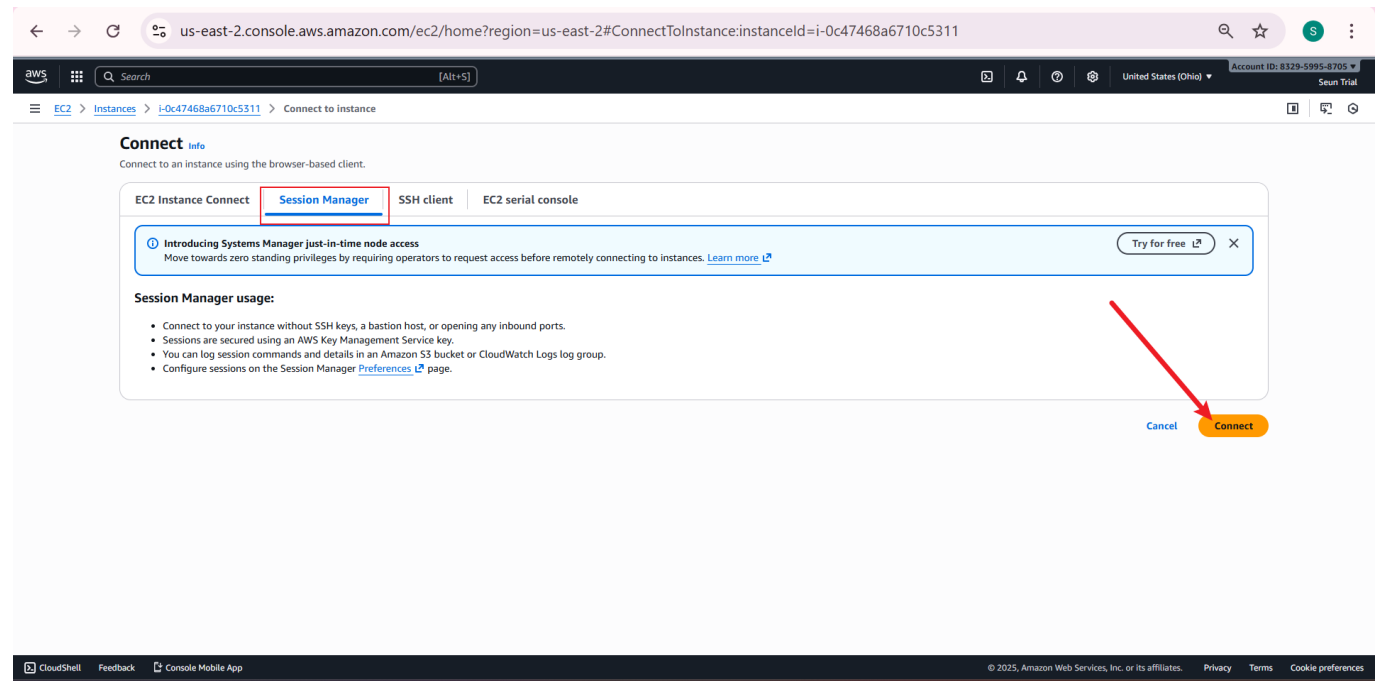 us-east-2.console.aws.amazon.com/ec2/home?region=us-east-2#ConnectToInstance:instanceId=i-0c47468a6710c5311
S
aws
Search [Alt+S]
United States (Ohio)
Account ID: 8329-5995-8705
Seun Trial
EC2 > Instances > i-0c47468a6710c5311 > Connect to instance
Connect Info
Connect to an instance using the browser-based client.
EC2 Instance Connect Session Manager SSH client EC2 serial console
Introducing Systems Manager just-in-time node access
Move towards zero standing privileges by requiring operators to request access before remotely connecting to instances. Learn more
Try for free
Session Manager usage:
• Connect to your instance without SSH keys, a bastion host, or opening any inbound ports.
• Sessions are secured using an AWS Key Management Service key.
• You can log session commands and details in an Amazon S3 bucket or CloudWatch Logs log group.
• Configure sessions on the Session Manager Preferences page.
Cancel Connect
CloudShell Feedback Console Mobile App © 2025, Amazon Web Services, Inc. or its affiliates. Privacy Terms Cookie preferences